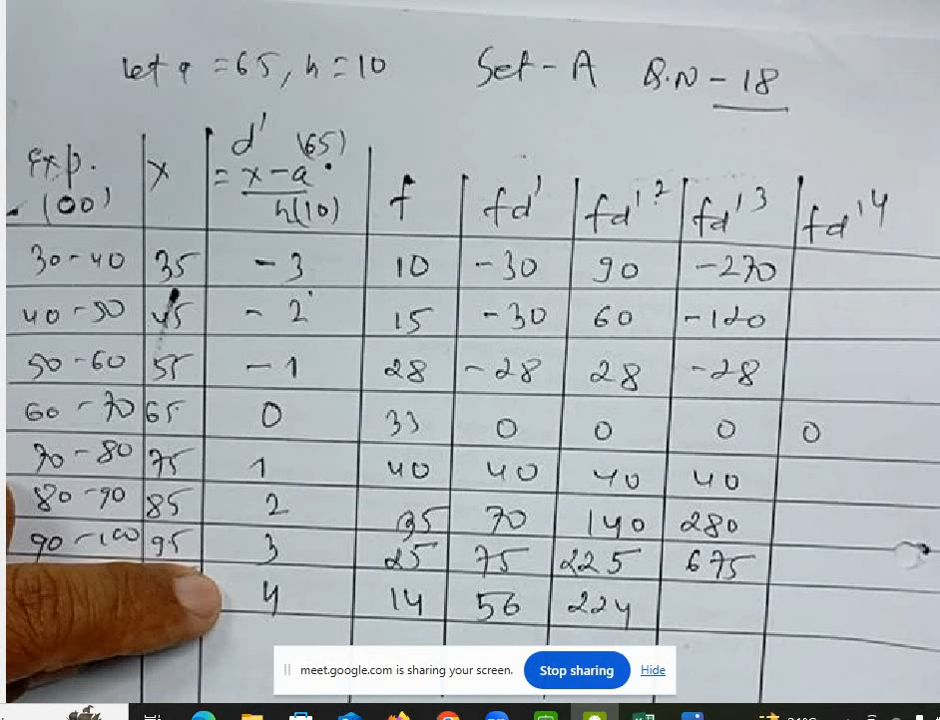 let a = 65, h = 10 Set - A Q.N - 18
Exp. (00) x d' = x - a (65) / h(10) f fd' fd'2 fd'3 fd'4
30 - 40 35 - 3 10 - 30 90 - 270
40 - 50 45 - 2 15 - 30 60 - 120
50 - 60 55 - 1 28 - 28 28 - 28
60 - 70 65 0 33 0 0 0 0
70 - 80 75 1 40 40 40 40
80 - 90 85 2 35 70 140 280
90 - 100 95 3 25 75 225 675
4 14 56 224
meet.google.com is sharing your screen. Stop sharing Hide